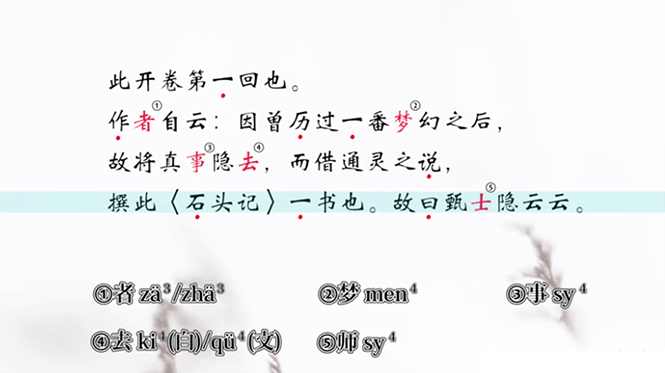 此开卷第一回也。
作者①自云：因曾历过一番梦②幻之后，
故将真事③隐去④，而借通灵之说，
撰此〈石头记〉一书也。故曰甄士⑤隐云云。
①者 zä³/zhä³ ②梦 men⁴ ③事 sy⁴
④去 ki⁴(白)/qü⁴(文) ⑤师 sy⁴